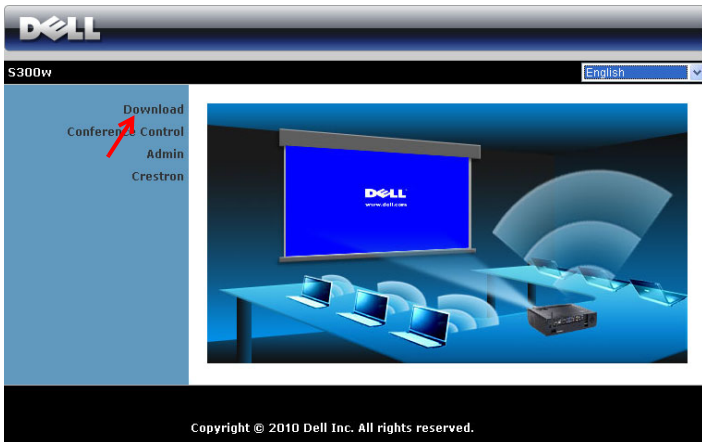 DELL
S300w
English
Download
Conference Control
Admin
Crestron
DELL
www.dell.com
Copyright © 2010 Dell Inc. All rights reserved.